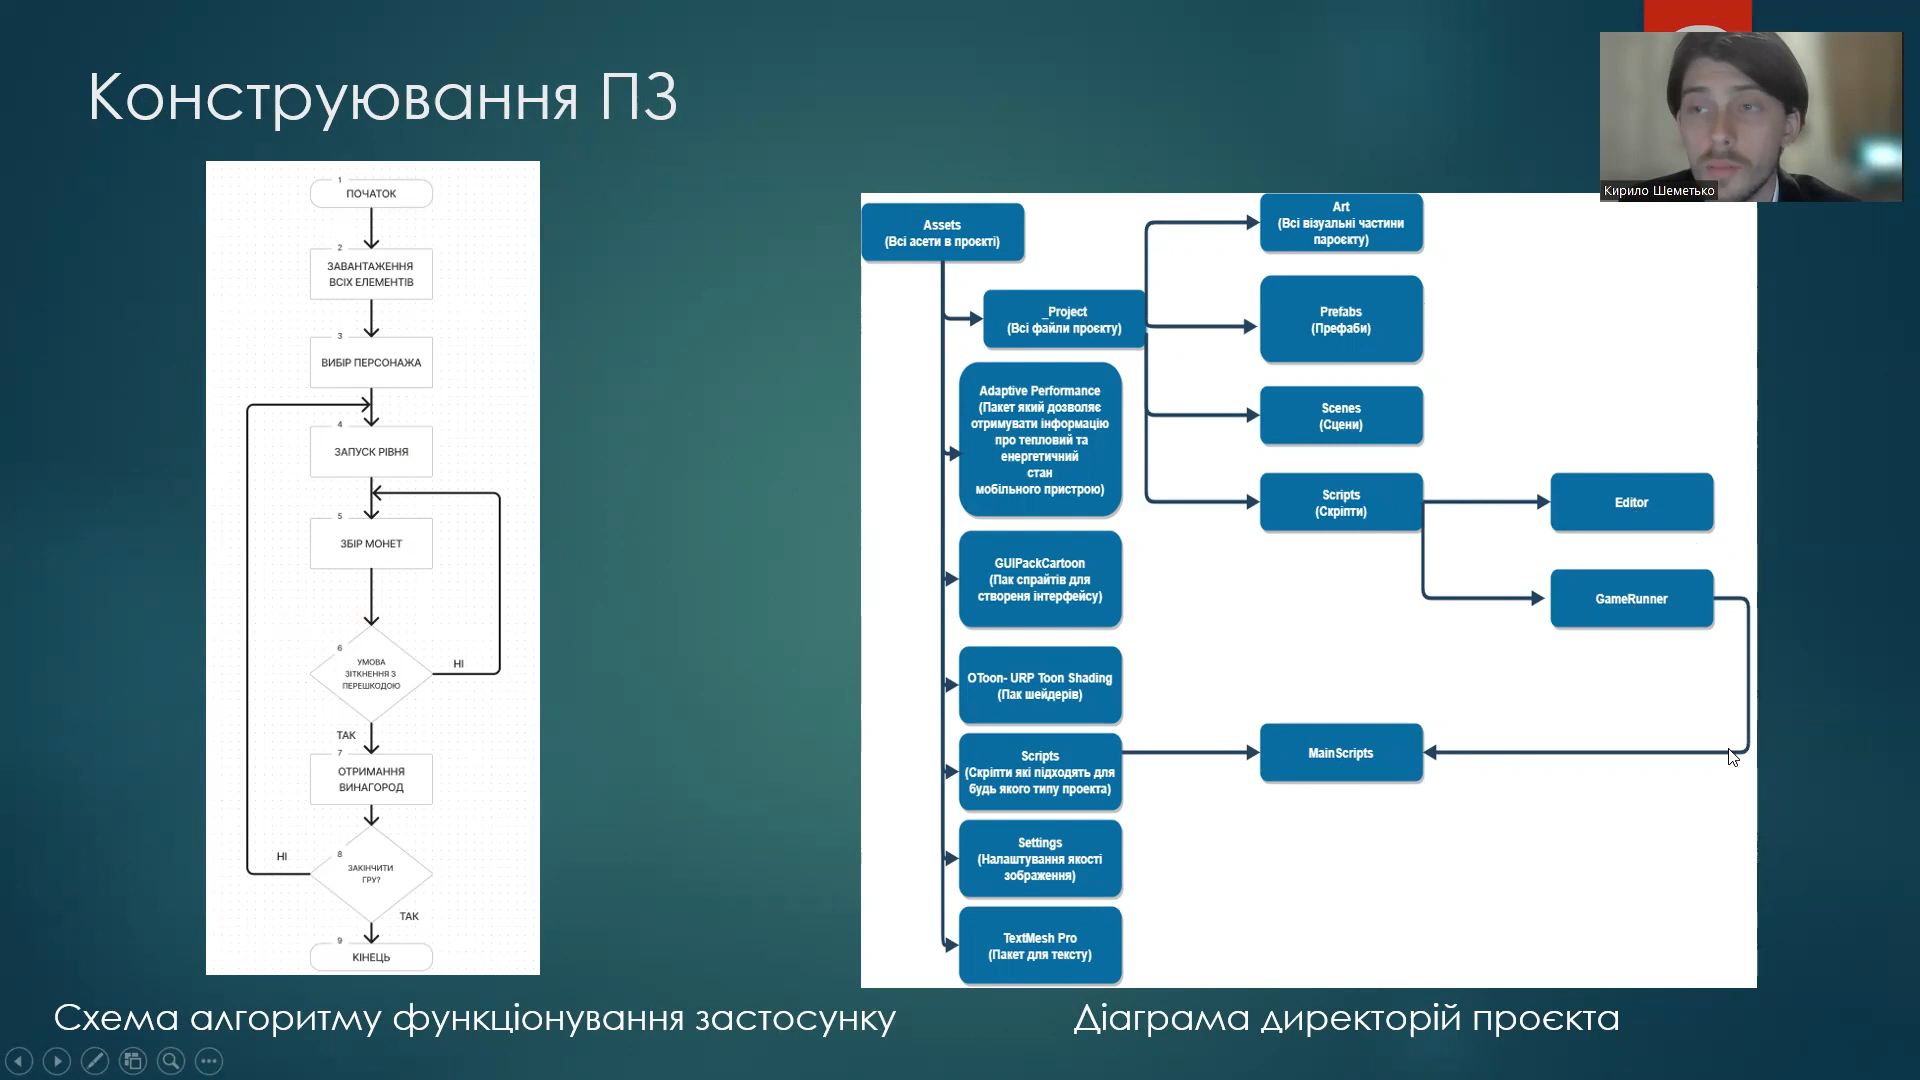 Конструювання ПЗ
Кирило Шеметько
1
ПОЧАТОК
2
ЗАВАНТАЖЕННЯ
ВСІХ ЕЛЕМЕНТІВ
3
ВИБІР ПЕРСОНАЖА
4
ЗАПУСК РІВНЯ
5
ЗБІР МОНЕТ
6
УМОВА
ЗІТКНЕННЯ З
ПЕРЕШКОДОЮ
НІ
ТАК
7
ОТРИМАННЯ
ВИНАГОРОД
НІ
8
ЗАКІНЧИТИ
ГРУ?
ТАК
9
КІНЕЦЬ
Assets
(Всі асети в проєкті)
_Project
(Всі файли проєкту)
Adaptive Performance
(Пакет який дозволяє
отримувати інформацію
про тепловий та
енергетичний
стан
мобільного пристрою)
GUIPackCartoon
(Пак спрайтів для
створеня інтерфейсу)
OToon- URP Toon Shading
(Пак шейдерів)
Scripts
(Скріпти які підходять для
будь якого типу проекта)
Settings
(Налаштування якості
зображення)
TextMesh Pro
(Пакет для тексту)
Art
(Всі візуальні частини
пароєкту)
Prefabs
(Префаби)
Scenes
(Сцени)
Scripts
(Скріпти)
Editor
GameRunner
MainScripts
Схема алгоритму функціонування застосунку
Діаграма директорій проєкта